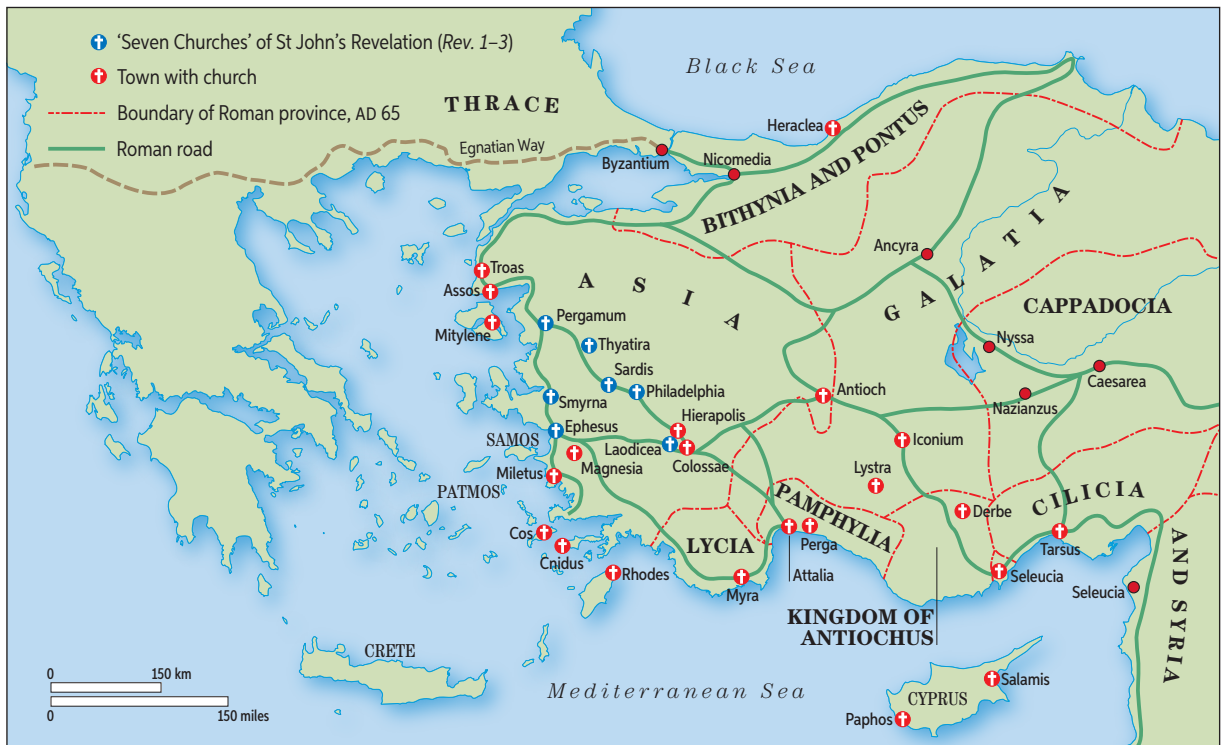 'Seven Churches' of St John's Revelation (Rev. 1–3)
Town with church
Boundary of Roman province, AD 65
Roman road
Black Sea
THRACE
Egnatian Way
Byzantium
Nicomedia
Heraclea
BITHYNIA AND PONTUS
Ancyra
GALATIA
CAPPADOCIA
Troas
Assos
Mitylene
ASIA
Pergamum
Thyatira
Sardis
Philadelphia
Smyrna
Ephesus
Hierapolis
Laodicea
Colossae
Antioch
Nyssa
Caesarea
Nazianzus
Iconium
Lystra
Derbe
SAMOS
Magnesia
Miletus
PATMOS
Cos
Cnidus
Rhodes
LYCIA
Myra
PAMPHYLIA
Perga
Attalia
CILICIA
Tarsus
Seleucia
Seleucia
AND SYRIA
KINGDOM OF
ANTIOCHUS
CRETE
Mediterranean Sea
CYPRUS
Salamis
Paphos
0
150 km
0
150 miles